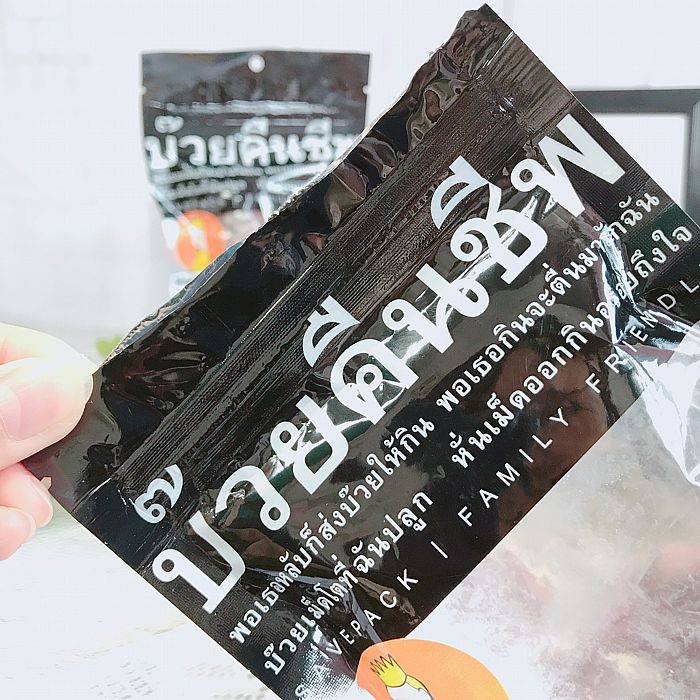 บ๊วยคืนชีพ
บ๊วยคืนชีพ
พอเธอหลับก็ส่งบ๊วยให้กิน พอเธอกินจะตื่นมารักฉัน
บ๊วยเม็ดโตที่ฉันปลูก หั่นเม็ดออกกินอร่อยถึงใจ
SAVEPACK | FAMILY FRIENDL